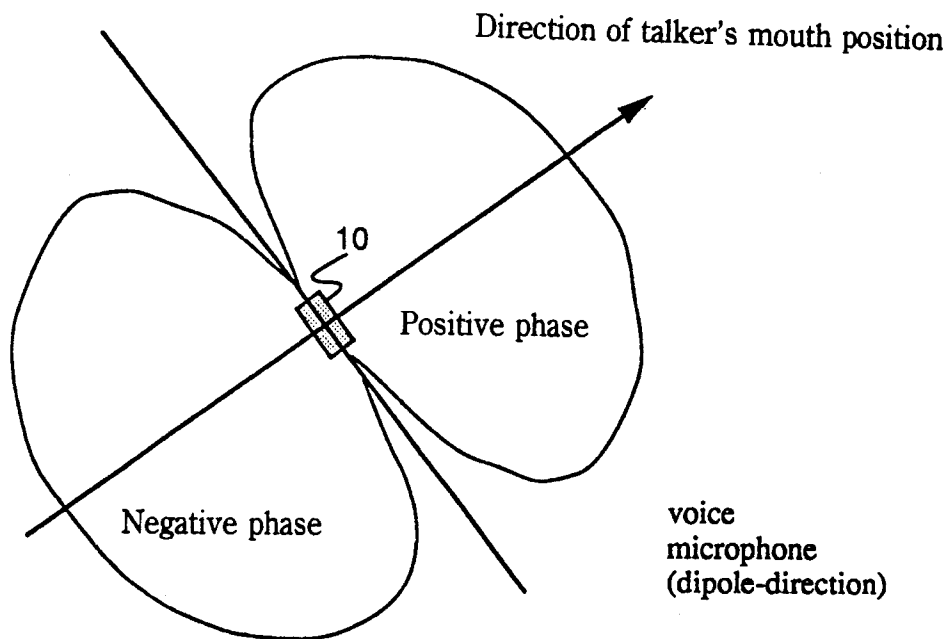 Direction of talker's mouth position
10
Positive phase
Negative phase
voice
microphone
(dipole-direction)